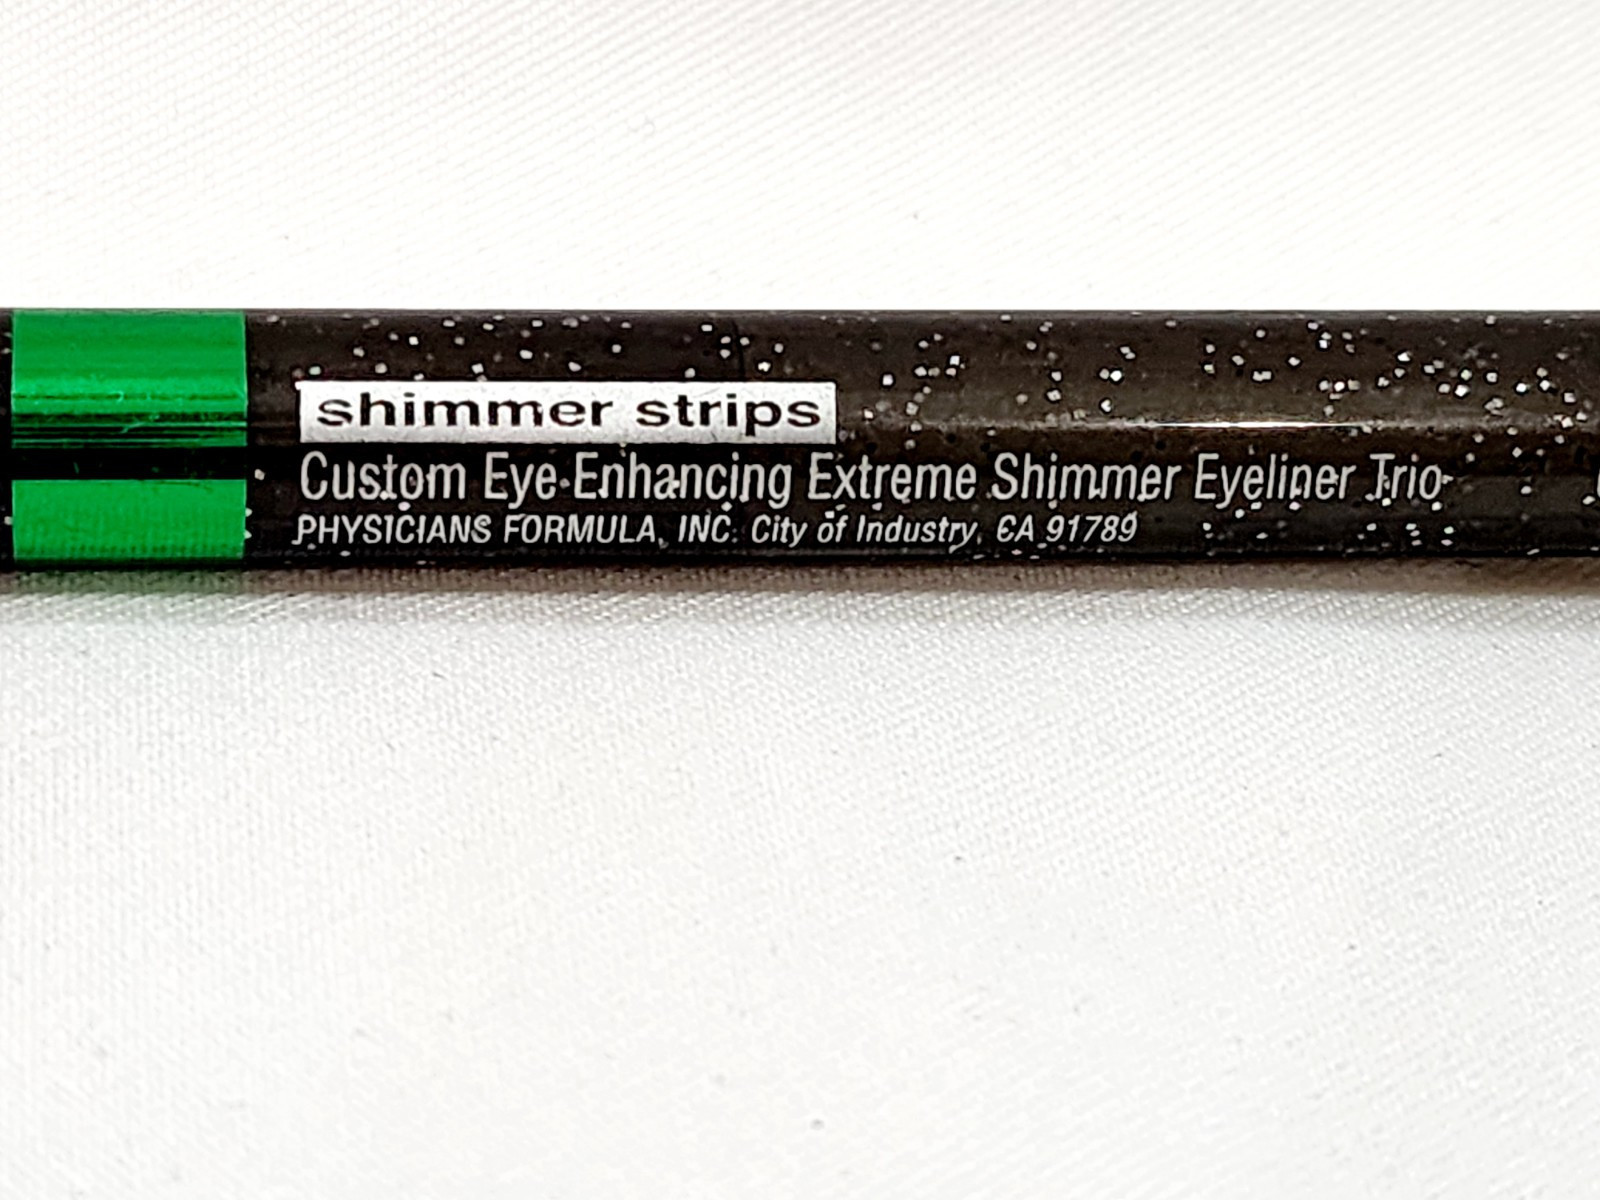 shimmer strips
Custom Eye Enhancing Extreme Shimmer Eyeliner Trio
PHYSICIANS FORMULA, INC. City of Industry, CA 91789